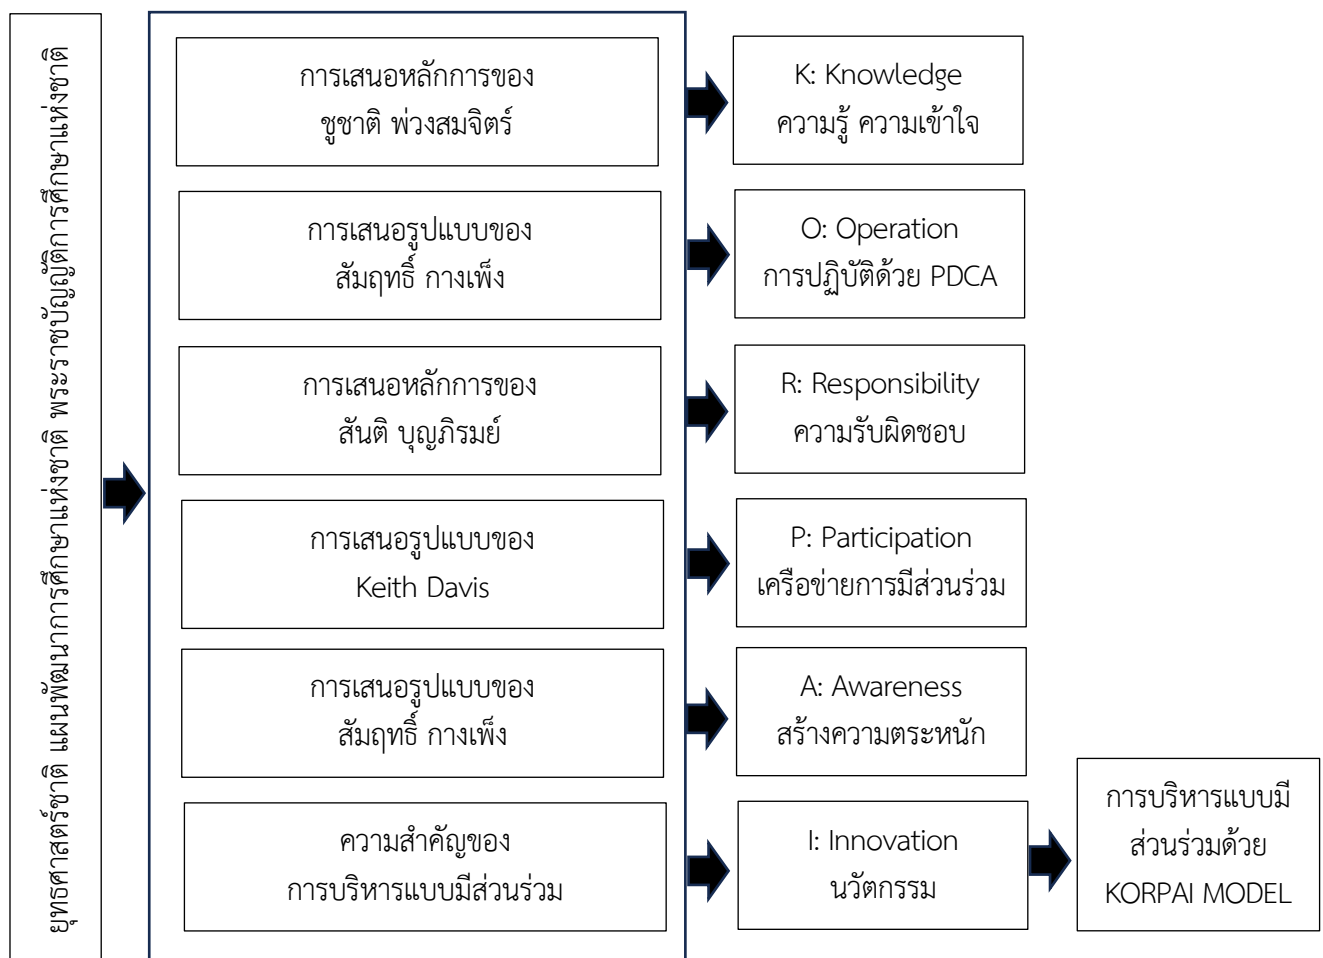 ยุทธศาสตร์ชาติ แผนพัฒนาการศึกษาแห่งชาติ พระราชบัญญัติการศึกษาแห่งชาติ
การเสนอหลักการของ
ชูชาติ พ่วงสมจิตร์
K: Knowledge
ความรู้ ความเข้าใจ
การเสนอรูปแบบของ
สัมฤทธิ์ กางเพ็ง
O: Operation
การปฏิบัติด้วย PDCA
การเสนอหลักการของ
สันติ บุญภิรมย์
R: Responsibility
ความรับผิดชอบ
การเสนอรูปแบบของ
Keith Davis
P: Participation
เครือข่ายการมีส่วนร่วม
การเสนอรูปแบบของ
สัมฤทธิ์ กางเพ็ง
A: Awareness
สร้างความตระหนัก
ความสำคัญของ
การบริหารแบบมีส่วนร่วม
I: Innovation
นวัตกรรม
การบริหารแบบมี
ส่วนร่วมด้วย
KORPAI MODEL